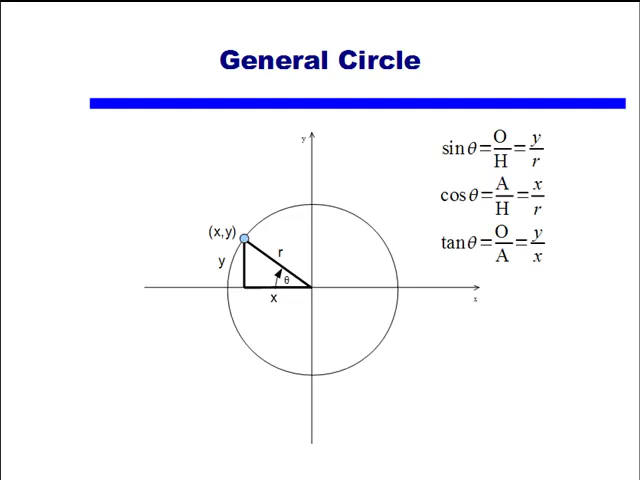 General Circle
y
sin θ = O/H = y/r
cos θ = A/H = x/r
tan θ = O/A = y/x
(x,y)
r
y
θ
x
x